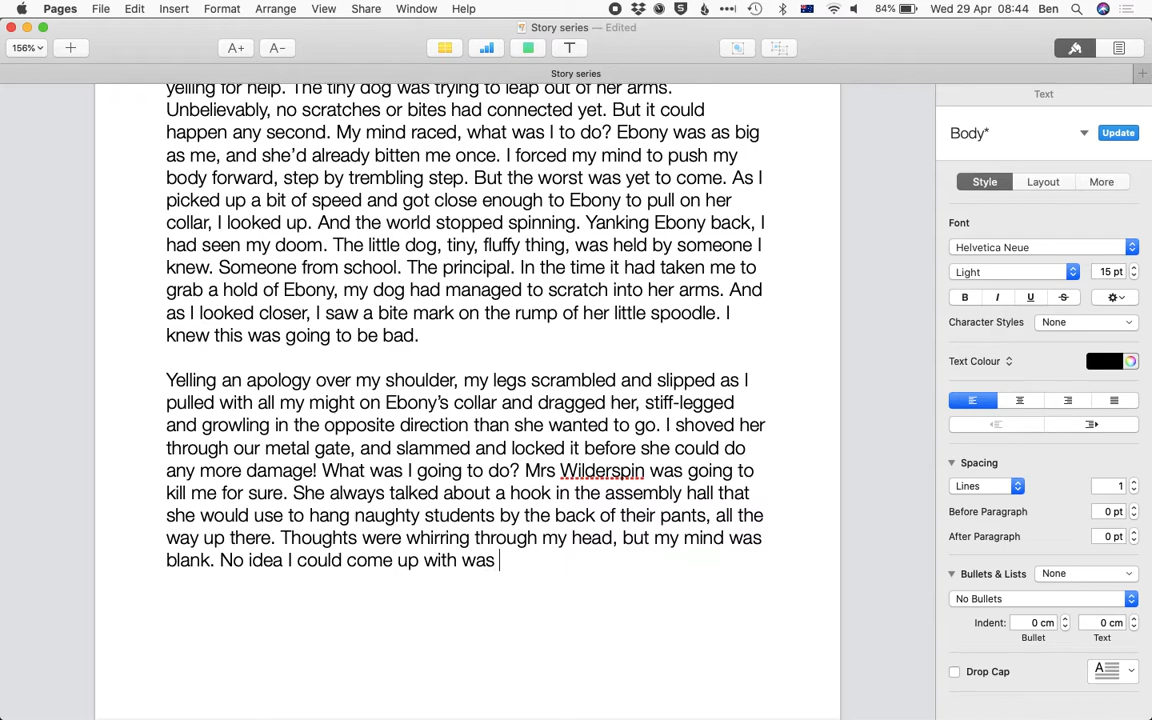 Pages File Edit Insert Format Arrange View Share Window Help 84% Wed 29 Apr 08:44 Ben
Story series — Edited
156% A+ A− T
Story series
yelling for help. The tiny dog was trying to leap out of her arms.
Unbelievably, no scratches or bites had connected yet. But it could
happen any second. My mind raced, what was I to do? Ebony was as big
as me, and she’d already bitten me once. I forced my mind to push my
body forward, step by trembling step. But the worst was yet to come. As I
picked up a bit of speed and got close enough to Ebony to pull on her
collar, I looked up. And the world stopped spinning. Yanking Ebony back, I
had seen my doom. The little dog, tiny, fluffy thing, was held by someone I
knew. Someone from school. The principal. In the time it had taken me to
grab a hold of Ebony, my dog had managed to scratch into her arms. And
as I looked closer, I saw a bite mark on the rump of her little spoodle. I
knew this was going to be bad.
Yelling an apology over my shoulder, my legs scrambled and slipped as I
pulled with all my might on Ebony’s collar and dragged her, stiff-legged
and growling in the opposite direction than she wanted to go. I shoved her
through our metal gate, and slammed and locked it before she could do
any more damage! What was I going to do? Mrs Wilderspin was going to
kill me for sure. She always talked about a hook in the assembly hall that
she would use to hang naughty students by the back of their pants, all the
way up there. Thoughts were whirring through my head, but my mind was
blank. No idea I could come up with was
Text
Body* Update
Style Layout More
Font
Helvetica Neue
Light 15 pt
B I U S
Character Styles None
Text Colour
Spacing
Lines 1
Before Paragraph 0 pt
After Paragraph 0 pt
Bullets & Lists None
No Bullets
Indent: 0 cm 0 cm
Bullet Text
Drop Cap A